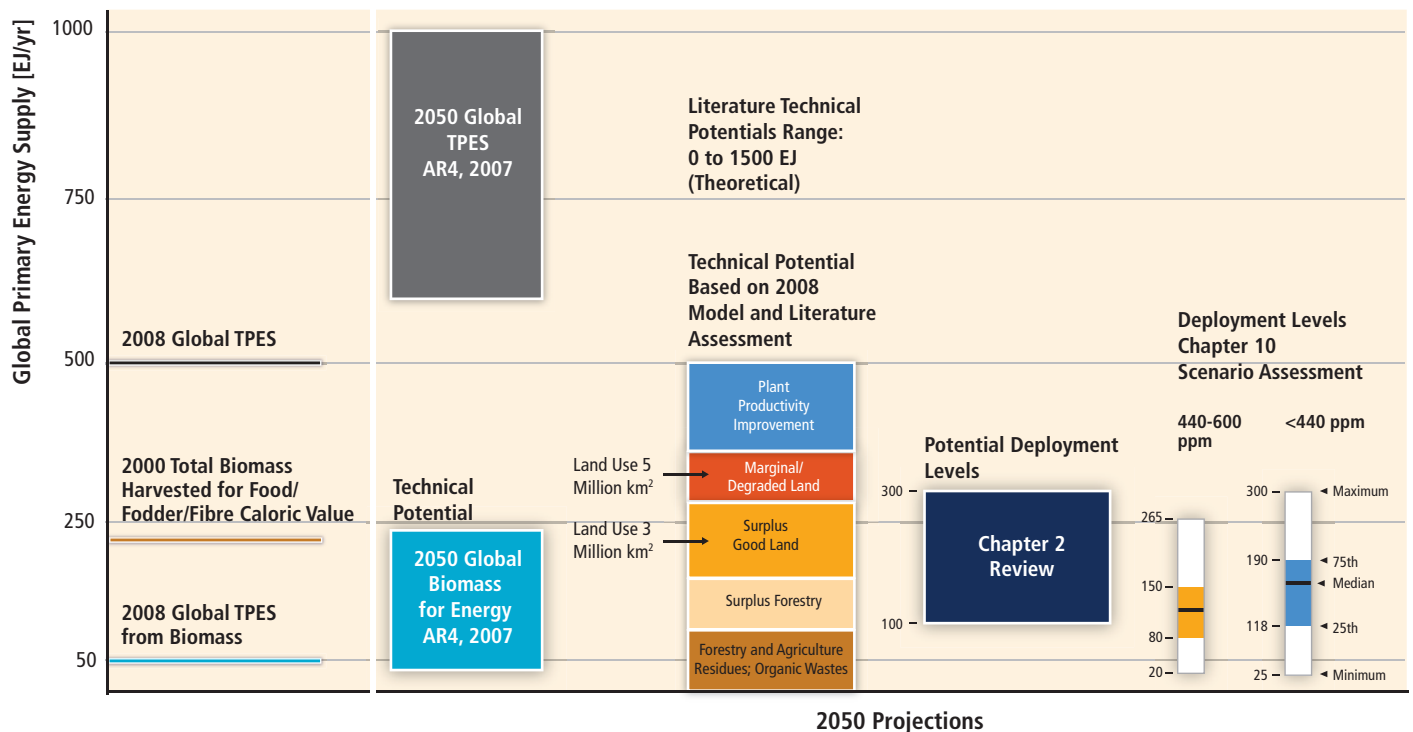 Global Primary Energy Supply [EJ/yr]
1000
750
500
250
50
2008 Global TPES
2000 Total Biomass
Harvested for Food/
Fodder/Fibre Caloric Value
2008 Global TPES
from Biomass
2050 Global
TPES
AR4, 2007
Technical
Potential
2050 Global
Biomass
for Energy
AR4, 2007
Literature Technical
Potentials Range:
0 to 1500 EJ
(Theoretical)
Technical Potential
Based on 2008
Model and Literature
Assessment
Plant
Productivity
Improvement
Land Use 5
Million km²
Marginal/
Degraded Land
Land Use 3
Million km²
Surplus
Good Land
Surplus Forestry
Forestry and Agriculture
Residues; Organic Wastes
Potential Deployment
Levels
300
100
Chapter 2
Review
Deployment Levels
Chapter 10
Scenario Assessment
440-600
ppm
265
150
80
20
<440 ppm
300
190
118
25
Maximum
75th
Median
25th
Minimum
2050 Projections